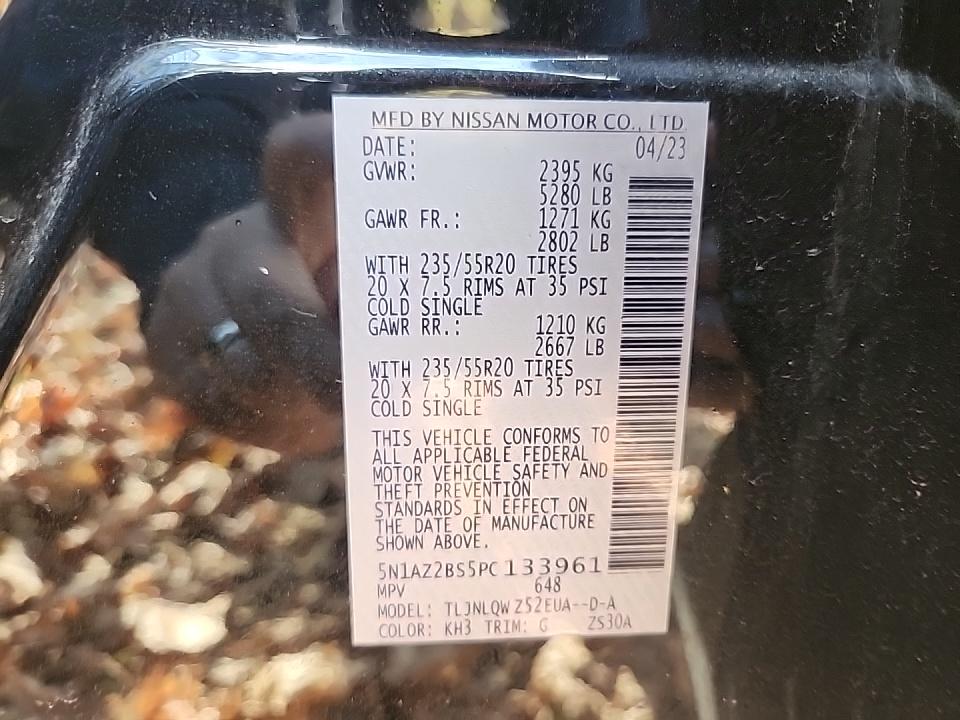 MFD BY NISSAN MOTOR CO., LTD.
DATE: 04/23
GVWR: 2395 KG
5280 LB
GAWR FR.: 1271 KG
2802 LB
WITH 235/55R20 TIRES
20 X 7.5 RIMS AT 35 PSI
COLD SINGLE
GAWR RR.: 1210 KG
2667 LB
WITH 235/55R20 TIRES
20 X 7.5 RIMS AT 35 PSI
COLD SINGLE
THIS VEHICLE CONFORMS TO
ALL APPLICABLE FEDERAL
MOTOR VEHICLE SAFETY AND
THEFT PREVENTION
STANDARDS IN EFFECT ON
THE DATE OF MANUFACTURE
SHOWN ABOVE.
5N1AZ2BS5PC133961
MPV 648
MODEL: TLJNLQWZ52EUA--D-A
COLOR: KH3 TRIM: G ZS30A